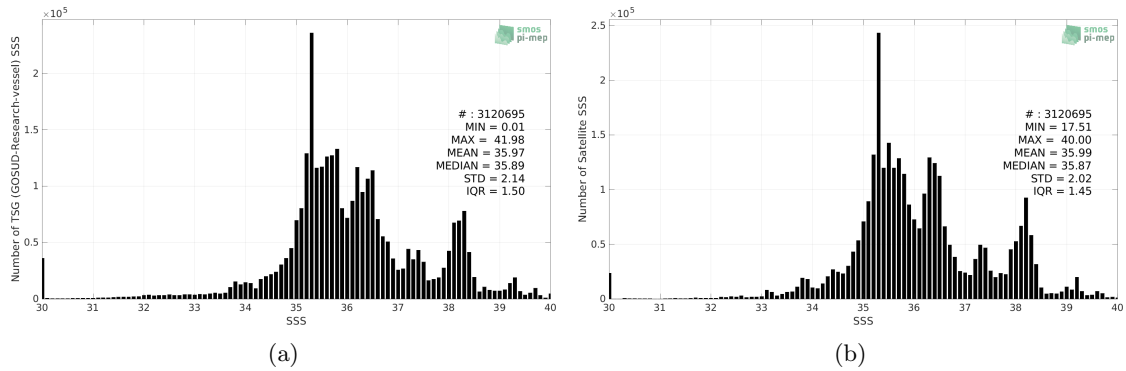 ×10⁵
smos
pi-mep
2
1.5
1
0.5
0
Number of TSG (GOSUD-Research-vessel) SSS
# : 3120695
MIN = 0.01
MAX = 41.98
MEAN = 35.97
MEDIAN = 35.89
STD = 2.14
IQR = 1.50
30 31 32 33 34 35 36 37 38 39 40
SSS
(a)
×10⁵
smos
pi-mep
2.5
2
1.5
1
0.5
0
Number of Satellite SSS
# : 3120695
MIN = 17.51
MAX = 40.00
MEAN = 35.99
MEDIAN = 35.87
STD = 2.02
IQR = 1.45
30 31 32 33 34 35 36 37 38 39 40
SSS
(b)